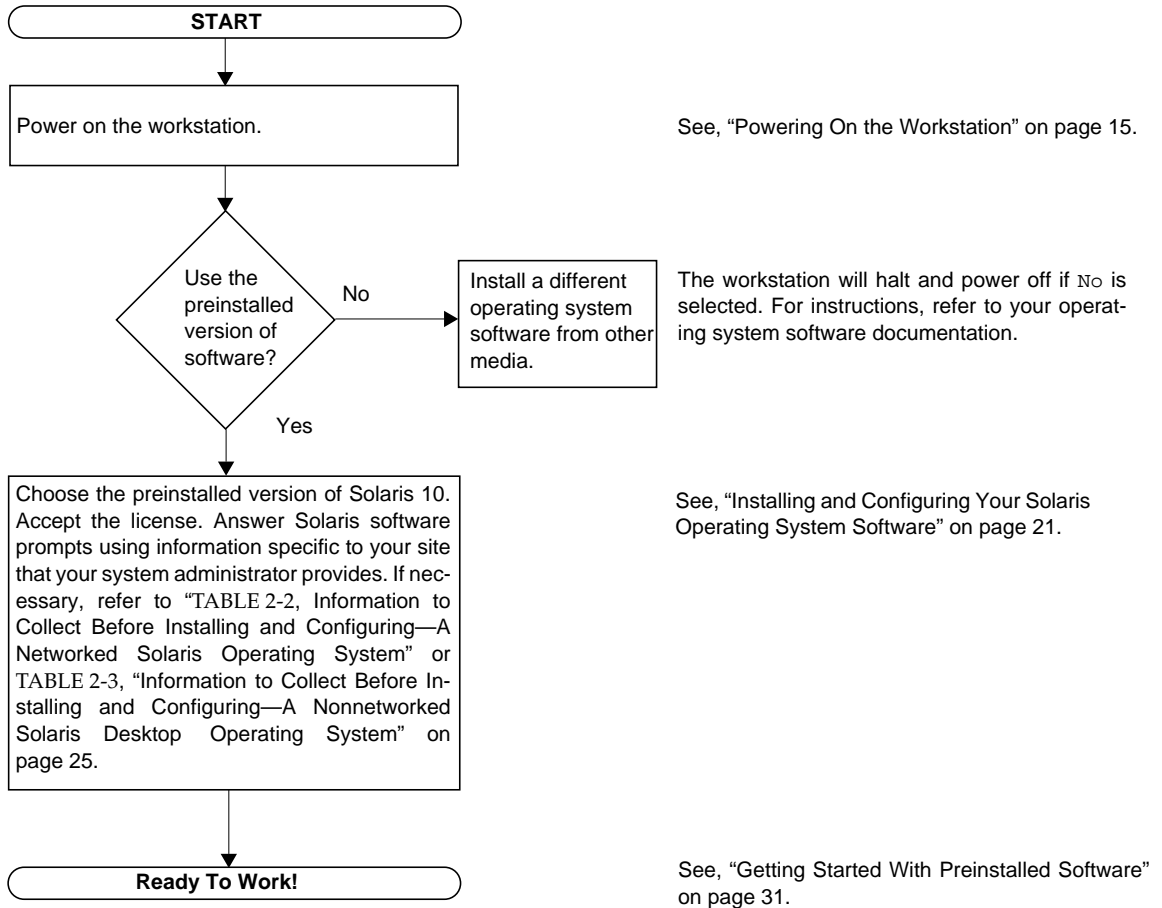 START
Power on the workstation.
See, “Powering On the Workstation” on page 15.
Use the
preinstalled
version of
software?
No
Install a different
operating system
software from other
media.
The workstation will halt and power off if No is
selected. For instructions, refer to your operat-
ing system software documentation.
Yes
Choose the preinstalled version of Solaris 10.
Accept the license. Answer Solaris software
prompts using information specific to your site
that your system administrator provides. If nec-
essary, refer to “TABLE 2-2, Information to
Collect Before Installing and Configuring—A
Networked Solaris Operating System” or
TABLE 2-3, “Information to Collect Before In-
stalling and Configuring—A Nonnetworked
Solaris Desktop Operating System” on
page 25.
See, “Installing and Configuring Your Solaris
Operating System Software” on page 21.
Ready To Work!
See, “Getting Started With Preinstalled Software”
on page 31.